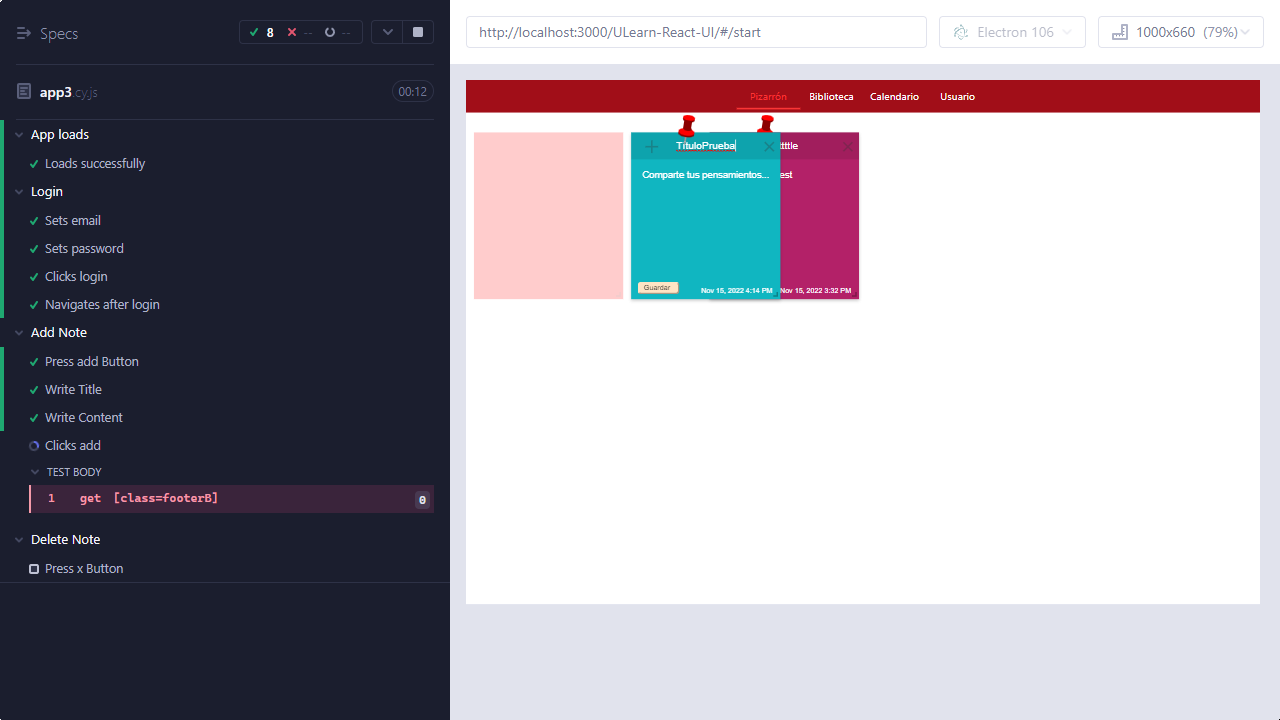 Specs
8
--
--
http://localhost:3000/ULearn-React-UI/#/start
Electron 106
1000x660 (79%)
app3.cy.js
00:12
App loads
Loads successfully
Login
Sets email
Sets password
Clicks login
Navigates after login
Add Note
Press add Button
Write Title
Write Content
Clicks add
TEST BODY
1 get [class=footerB] 0
Delete Note
Press x Button
Pizarrón Biblioteca Calendario Usuario
TítuloPrueba
Comparte tus pensamientos...
Guardar
Nov 15, 2022 4:14 PM
Nov 15, 2022 3:32 PM